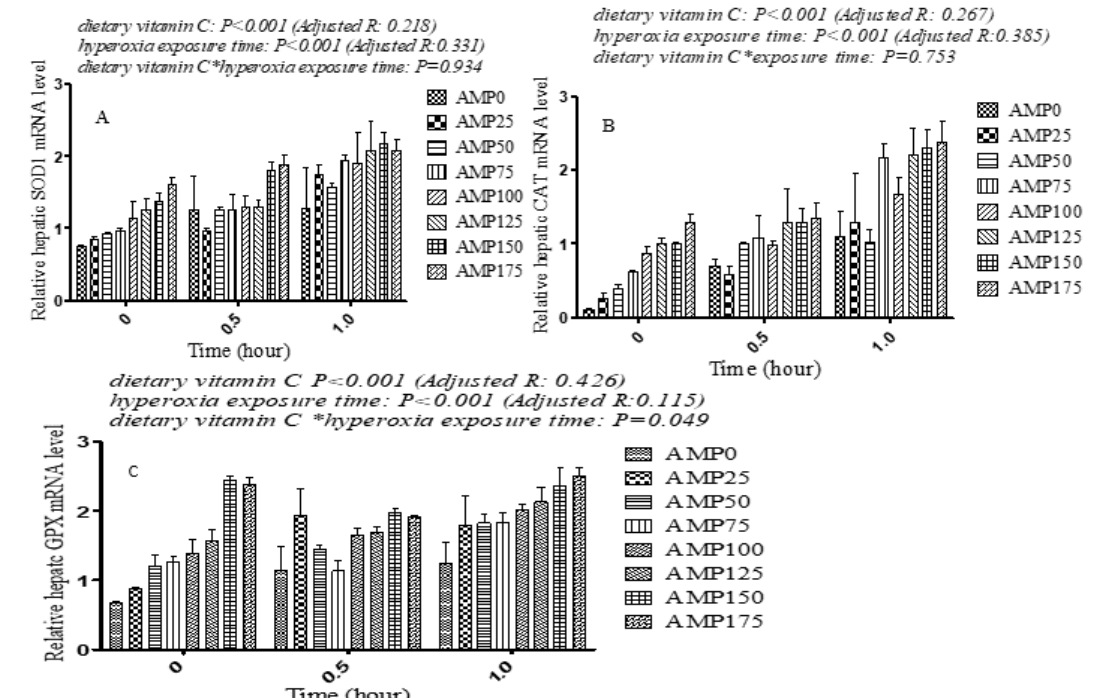 dietary vitamin C: P<0.001 (Adjusted R: 0.218)
hyperoxia exposure time: P<0.001 (Adjusted R:0.331)
dietary vitamin C*hyperoxia exposure time: P=0.934
Relative hepatic SOD1 mRNA level
A
3
2
1
0
0
0.5
1.0
Time (hour)
AMP0
AMP25
AMP50
AMP75
AMP100
AMP125
AMP150
AMP175
dietary vitamin C: P<0.001 (Adjusted R: 0.267)
hyperoxia exposure time: P<0.001 (Adjusted R:0.385)
dietary vitamin C*exposure time: P=0.753
Relative hepatic CAT mRNA level
B
3
2
1
0
0
0.5
1.0
Time (hour)
AMP0
AMP25
AMP50
AMP75
AMP100
AMP125
AMP150
AMP175
dietary vitamin C P<0.001 (Adjusted R: 0.426)
hyperoxia exposure time: P<0.001 (Adjusted R:0.115)
dietary vitamin C *hyperoxia exposure time: P=0.049
Relative hepatc GPX mRNA level
C
3
2
1
0
0
0.5
1.0
Time (hour)
AMP0
AMP25
AMP50
AMP75
AMP100
AMP125
AMP150
AMP175